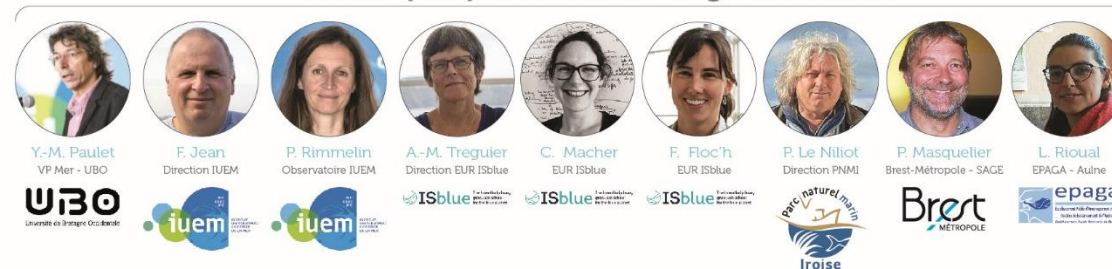 Y.-M. Paulet
VP Mer - UBO
UBO
Université de Bretagne Occidentale
F. Jean
Direction IUEM
iuem
P. Rimmelin
Observatoire IUEM
iuem
A.-M. Treguier
Direction EUR ISblue
ISblue
C. Macher
EUR ISblue
ISblue
F. Floc'h
EUR ISblue
ISblue
P. Le Niliot
Direction PNMI
Parc naturel marin
Iroise
P. Masquelier
Brest-Métropole - SAGE
Brest
MÉTROPOLE
L. Rioual
EPAGA - Aulne
epaga